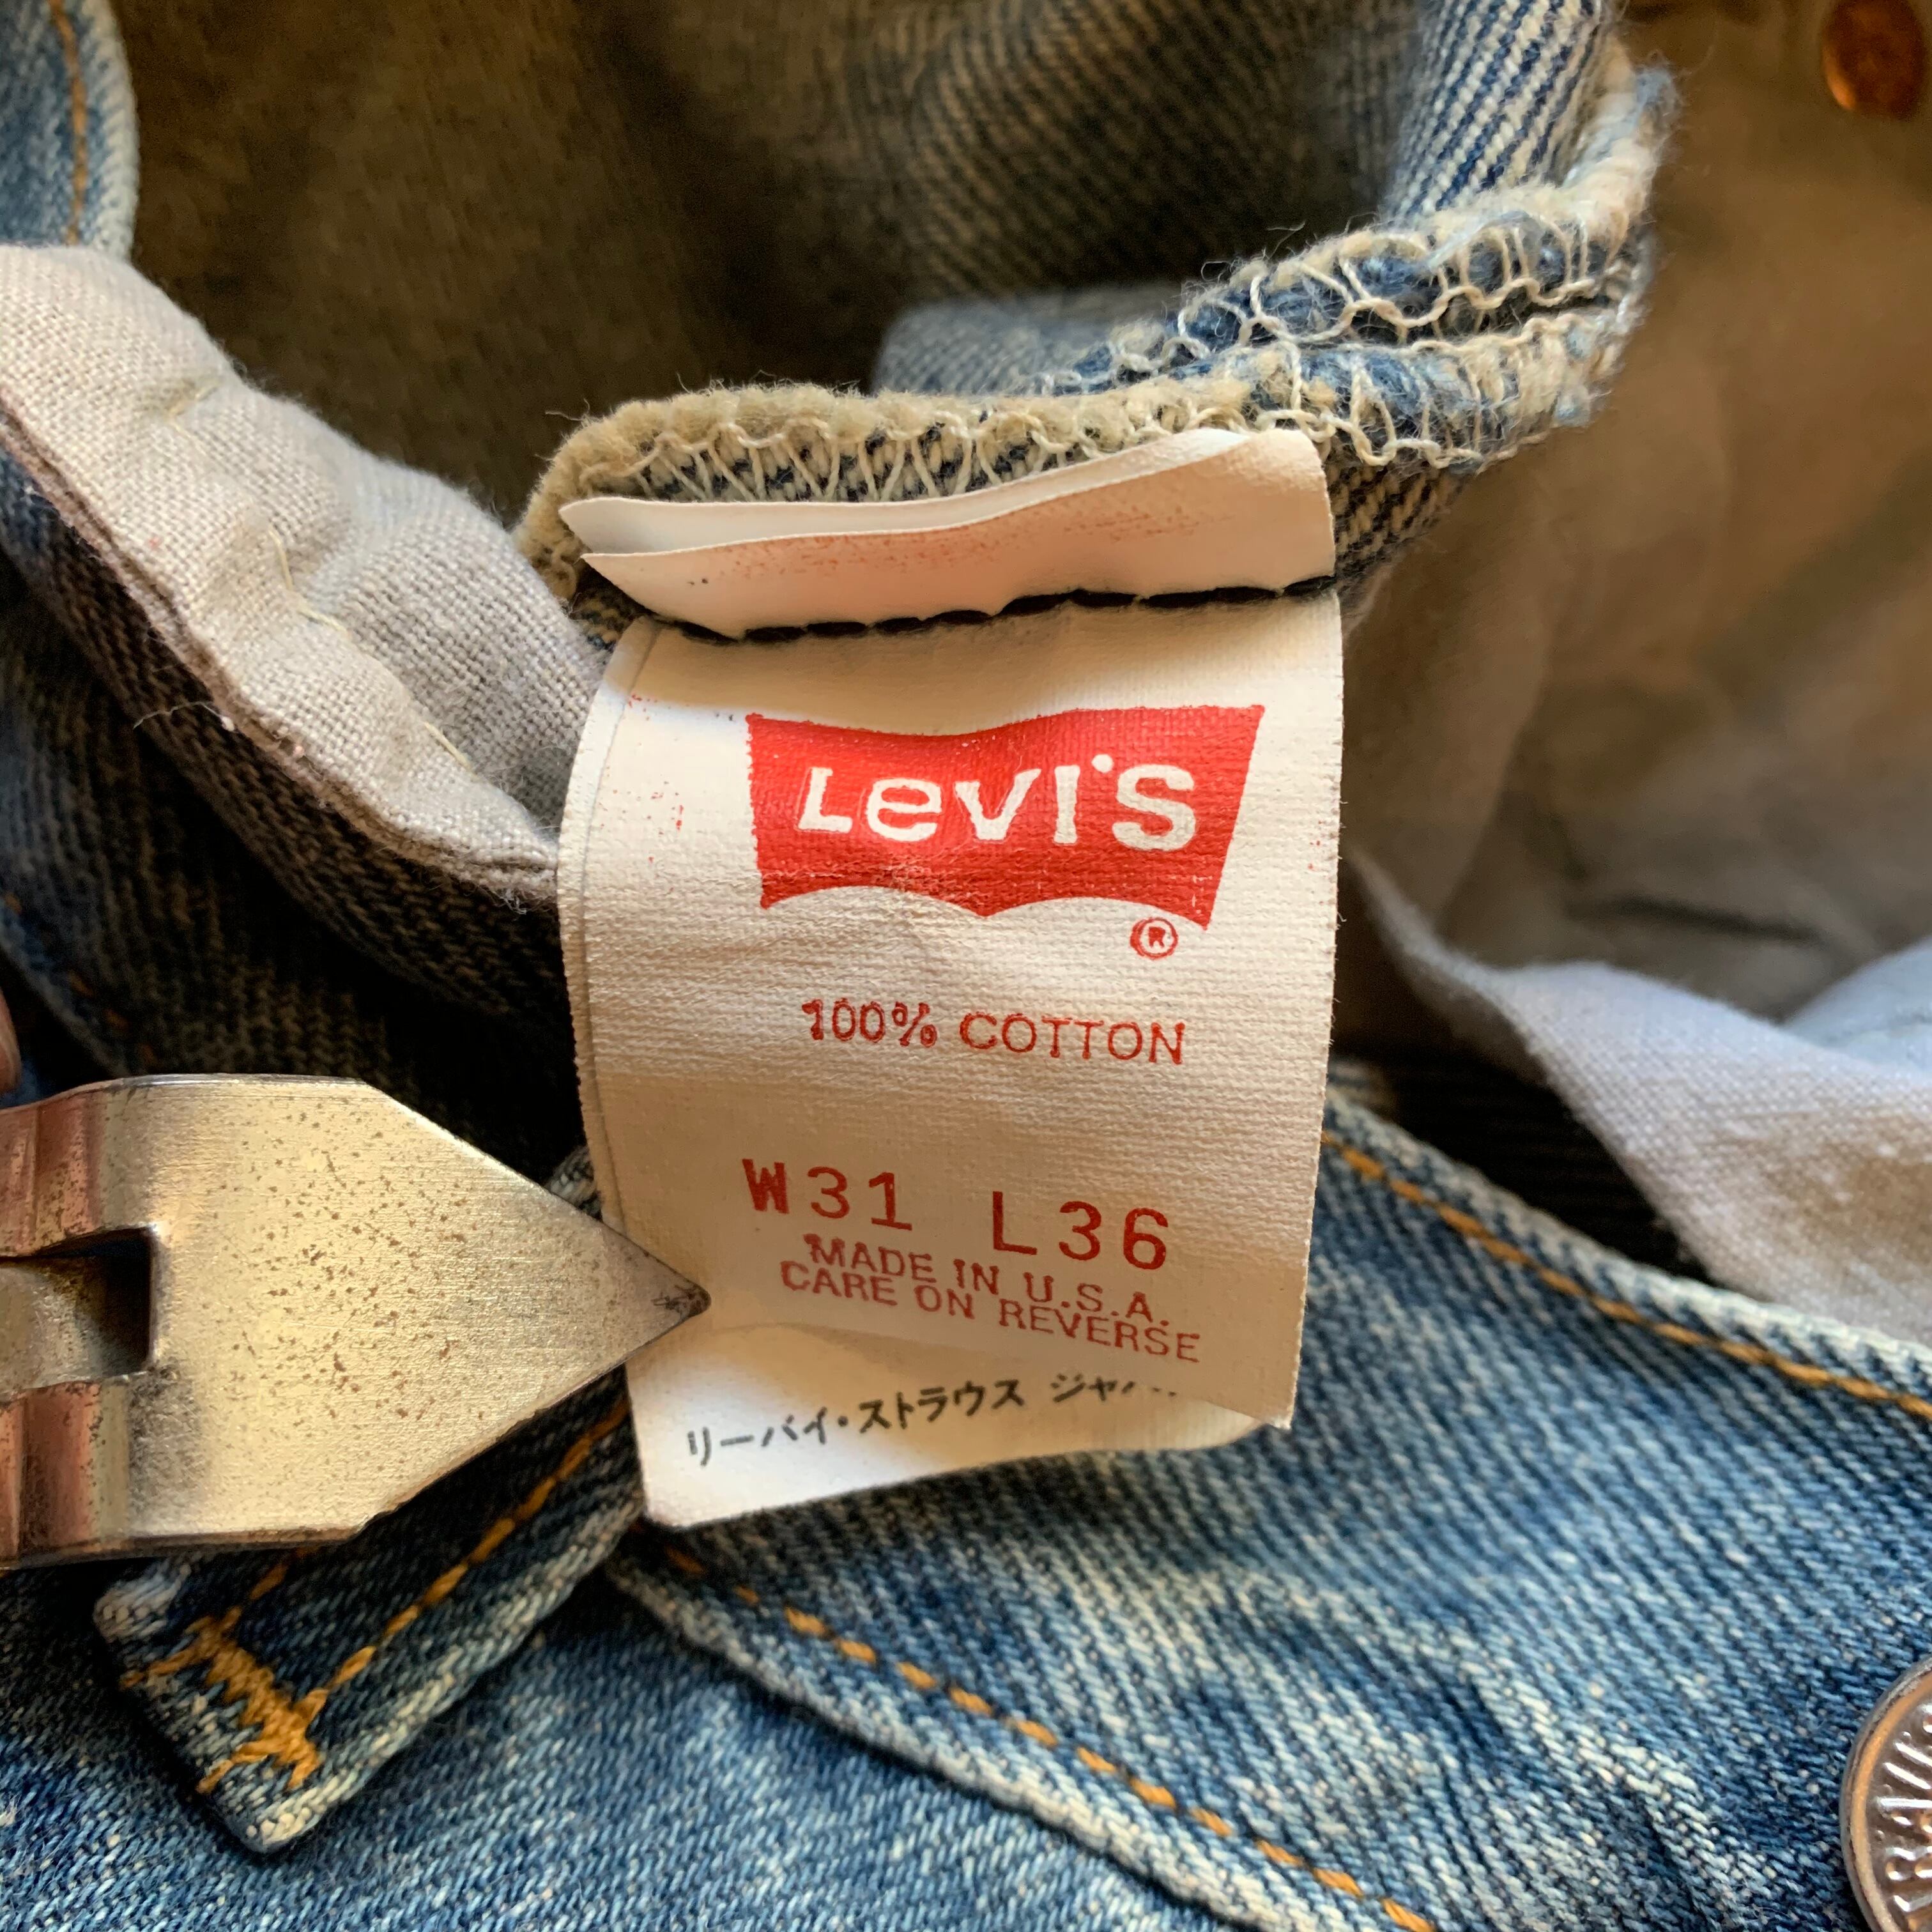 Levi's
®
100% COTTON
W31 L36
MADE IN U.S.A.
CARE ON REVERSE
リーバイ・ストラウス